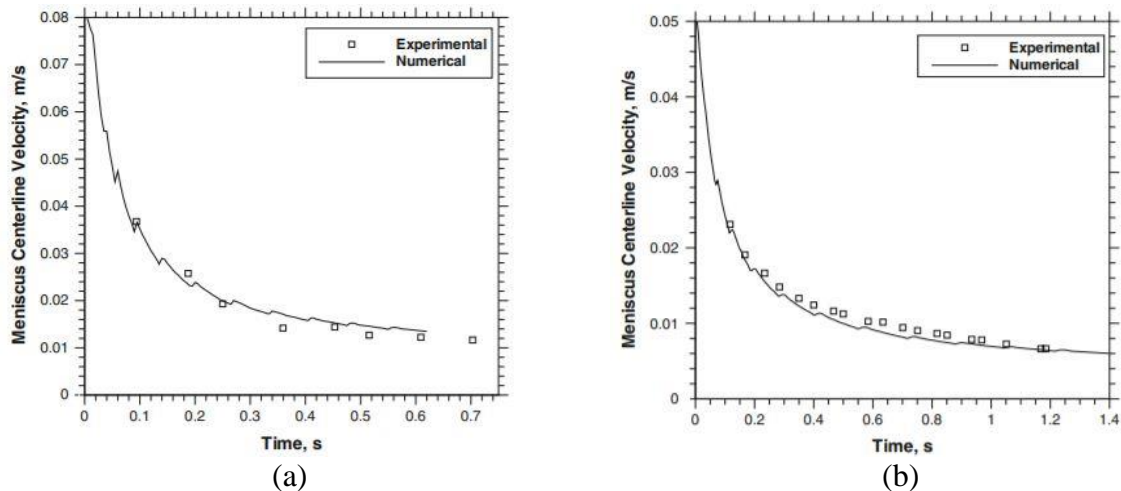 0.08
0.07
0.06
0.05
0.04
0.03
0.02
0.01
0
Meniscus Centerline Velocity, m/s
Experimental
Numerical
0 0.1 0.2 0.3 0.4 0.5 0.6 0.7
Time, s
(a)
0.05
0.04
0.03
0.02
0.01
0
Meniscus Centerline Velocity, m/s
Experimental
Numerical
0 0.2 0.4 0.6 0.8 1 1.2 1.4
Time, s
(b)